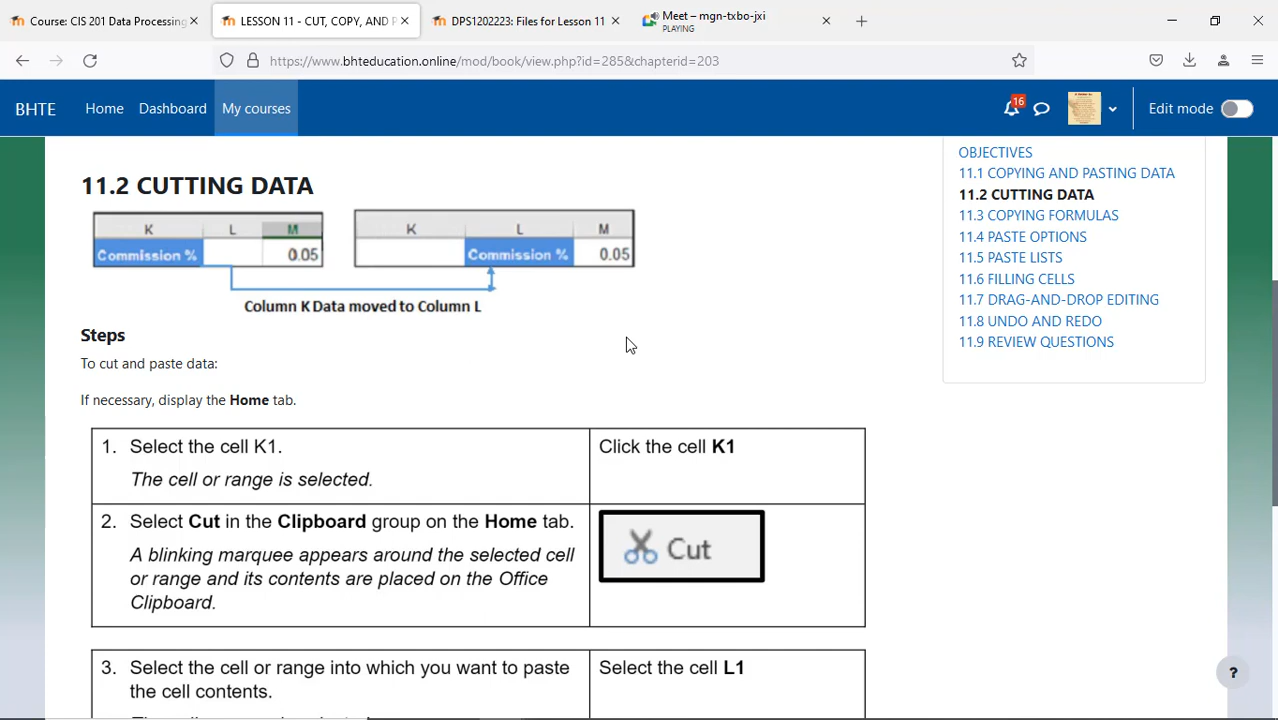 Course: CIS 201 Data Processing
LESSON 11 - CUT, COPY, AND P
DPS1202223: Files for Lesson 11
Meet – mgn-txbo-jxi
PLAYING
https://www.bhteducation.online/mod/book/view.php?id=285&chapterid=203
BHTE
Home
Dashboard
My courses
16
Edit mode
OBJECTIVES
11.1 COPYING AND PASTING DATA
11.2 CUTTING DATA
11.3 COPYING FORMULAS
11.4 PASTE OPTIONS
11.5 PASTE LISTS
11.6 FILLING CELLS
11.7 DRAG-AND-DROP EDITING
11.8 UNDO AND REDO
11.9 REVIEW QUESTIONS
11.2 CUTTING DATA
K L M
Commission % 0.05
K L M
Commission % 0.05
Column K Data moved to Column L
Steps
To cut and paste data:
If necessary, display the Home tab.
1. Select the cell K1.
The cell or range is selected.
Click the cell K1
2. Select Cut in the Clipboard group on the Home tab.
A blinking marquee appears around the selected cell
or range and its contents are placed on the Office
Clipboard.
Cut
3. Select the cell or range into which you want to paste
the cell contents.
Select the cell L1
?